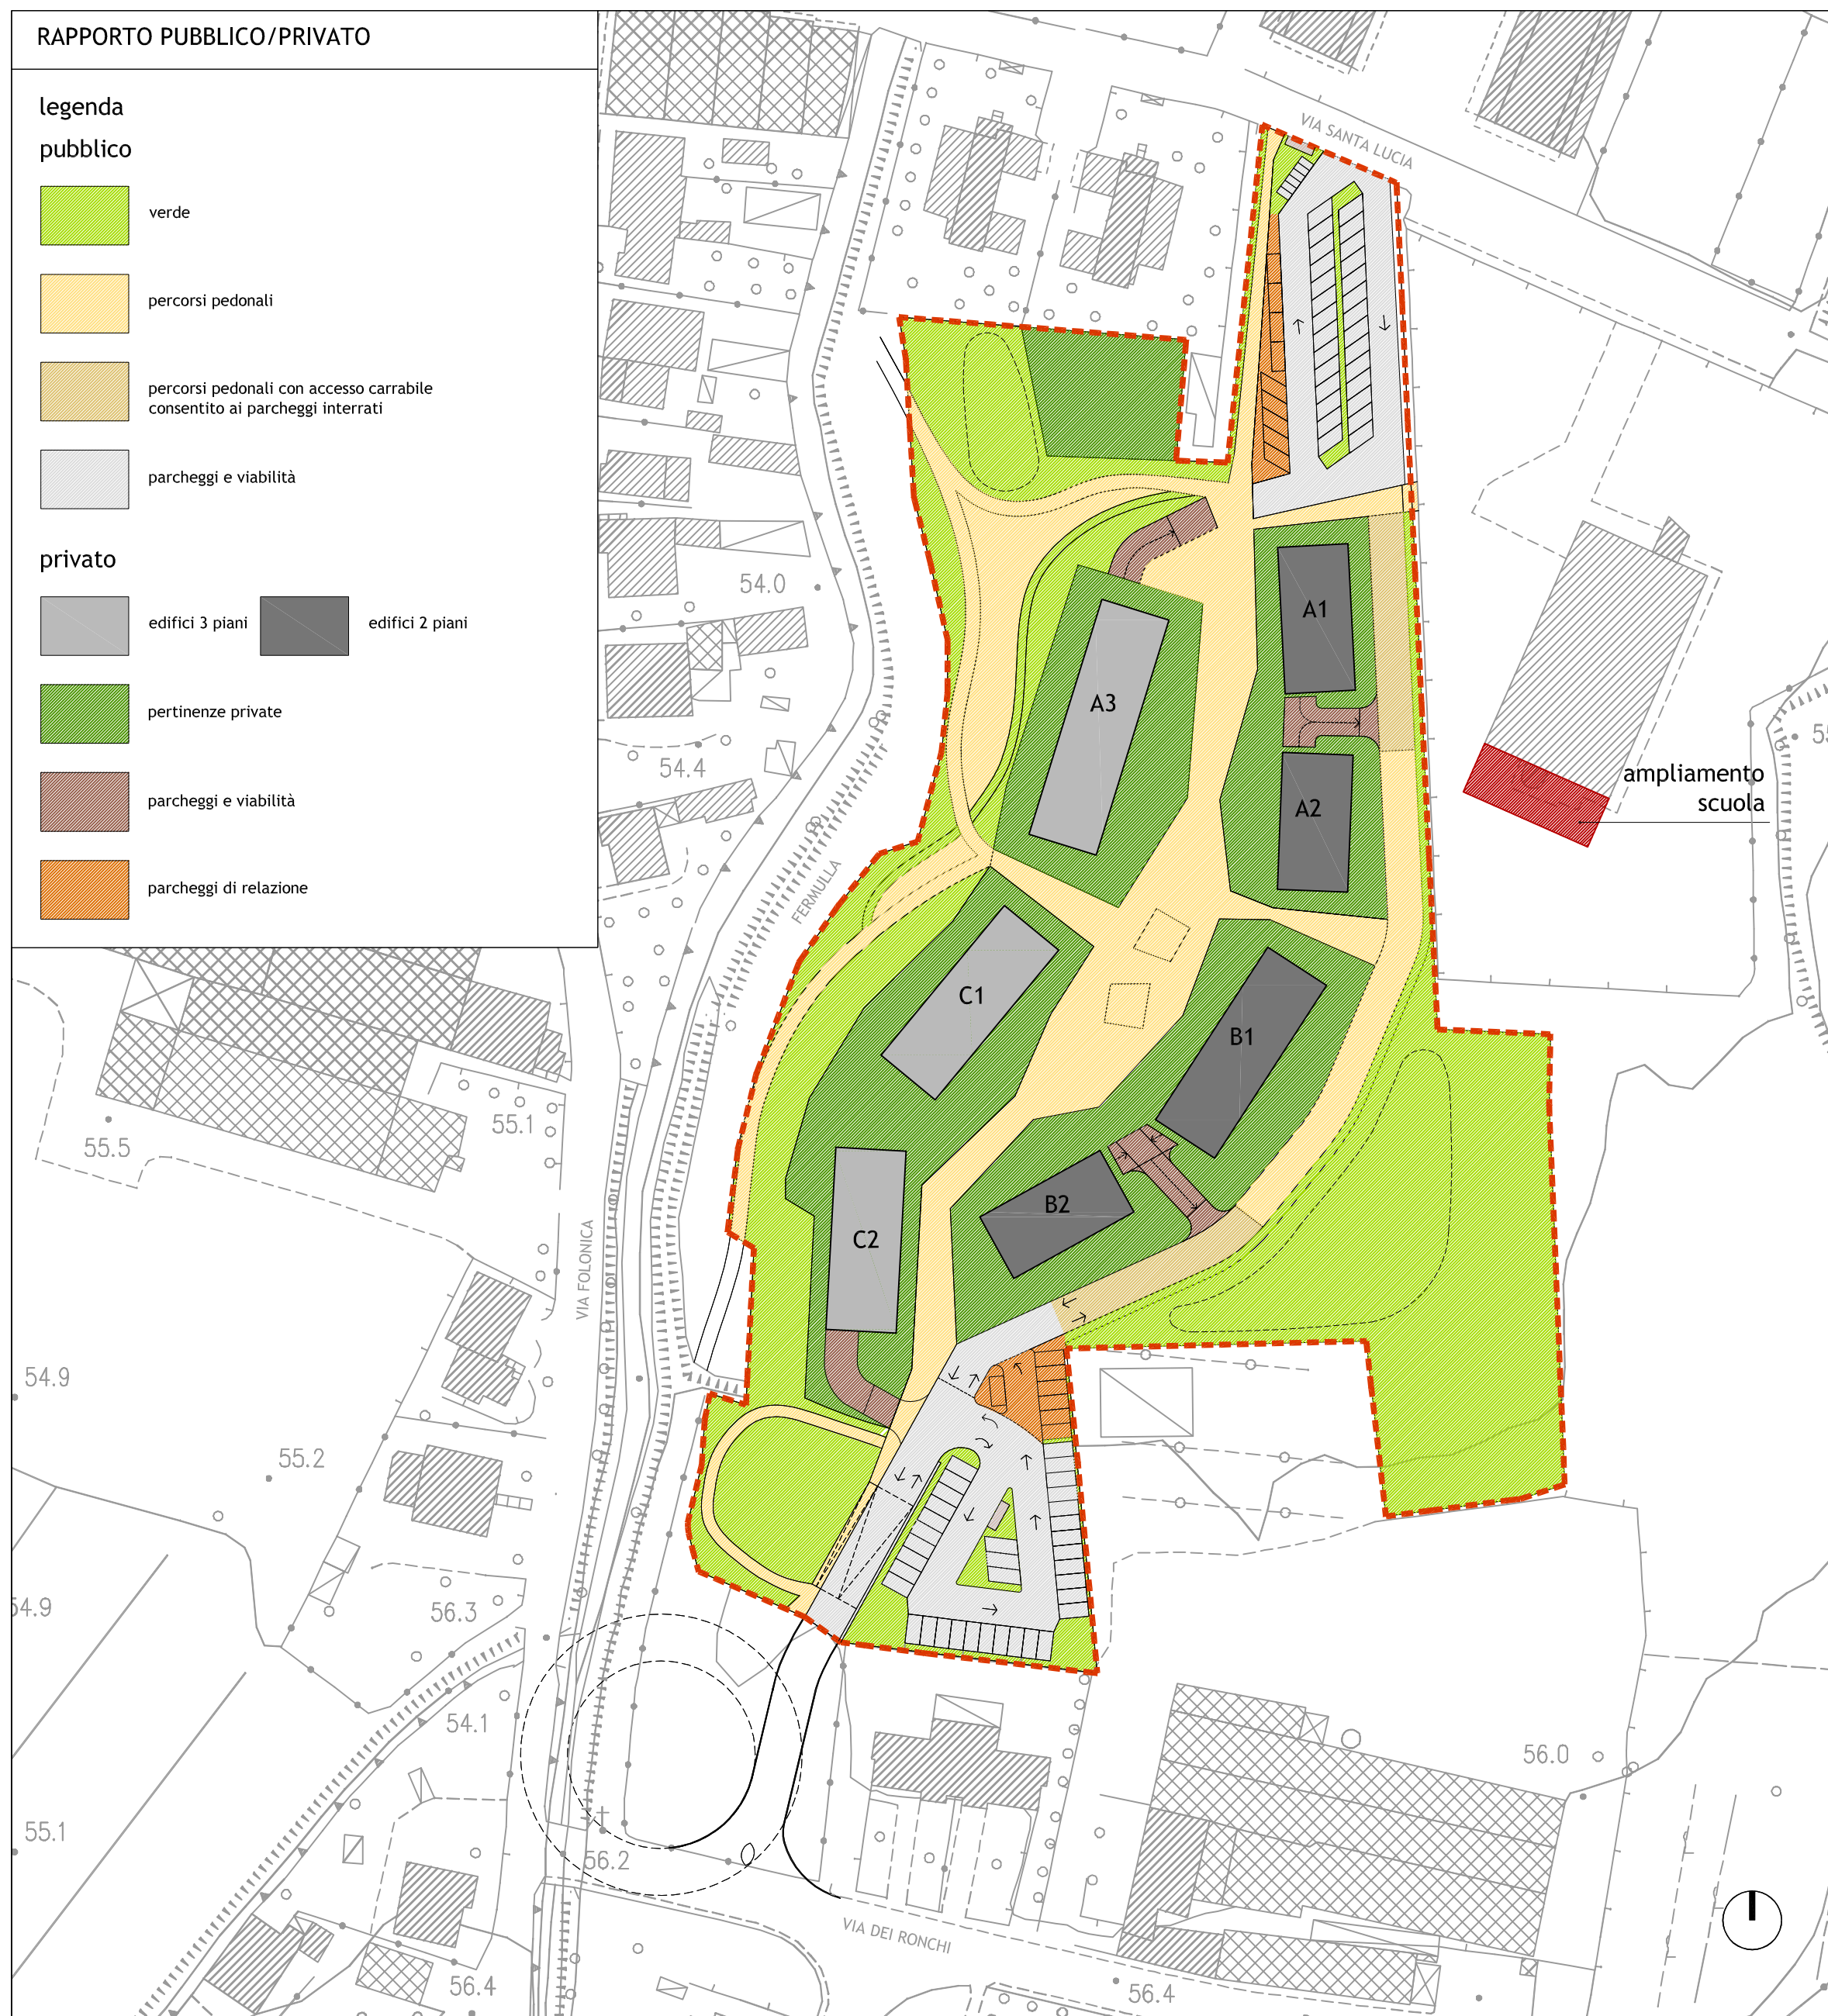 RAPPORTO PUBBLICO/PRIVATO
legenda
pubblico
verde
percorsi pedonali
percorsi pedonali con accesso carrabile
consentito ai parcheggi interrati
parcheggi e viabilità
privato
edifici 3 piani
edifici 2 piani
pertinenze private
parcheggi e viabilità
parcheggi di relazione
VIA SANTA LUCIA
54.0
A1
A3
54.4
A2
ampliamento
scuola
FERMULLA
C1
B1
55.1
55.5
B2
C2
VIA FOLONICA
54.9
55.2
54.9
56.3
54.1
56.0
55.1
56.2
VIA DEI RONCHI
56.4
56.4